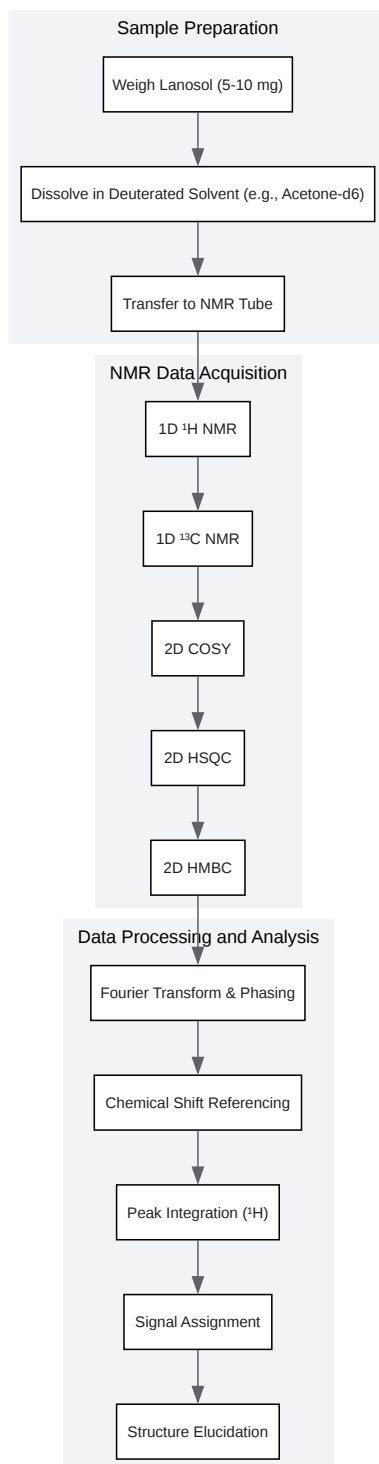 Sample Preparation
Weigh Lanosol (5-10 mg)
Dissolve in Deuterated Solvent (e.g., Acetone-d6)
Transfer to NMR Tube
NMR Data Acquisition
1D ¹H NMR
1D ¹³C NMR
2D COSY
2D HSQC
2D HMBC
Data Processing and Analysis
Fourier Transform & Phasing
Chemical Shift Referencing
Peak Integration (¹H)
Signal Assignment
Structure Elucidation